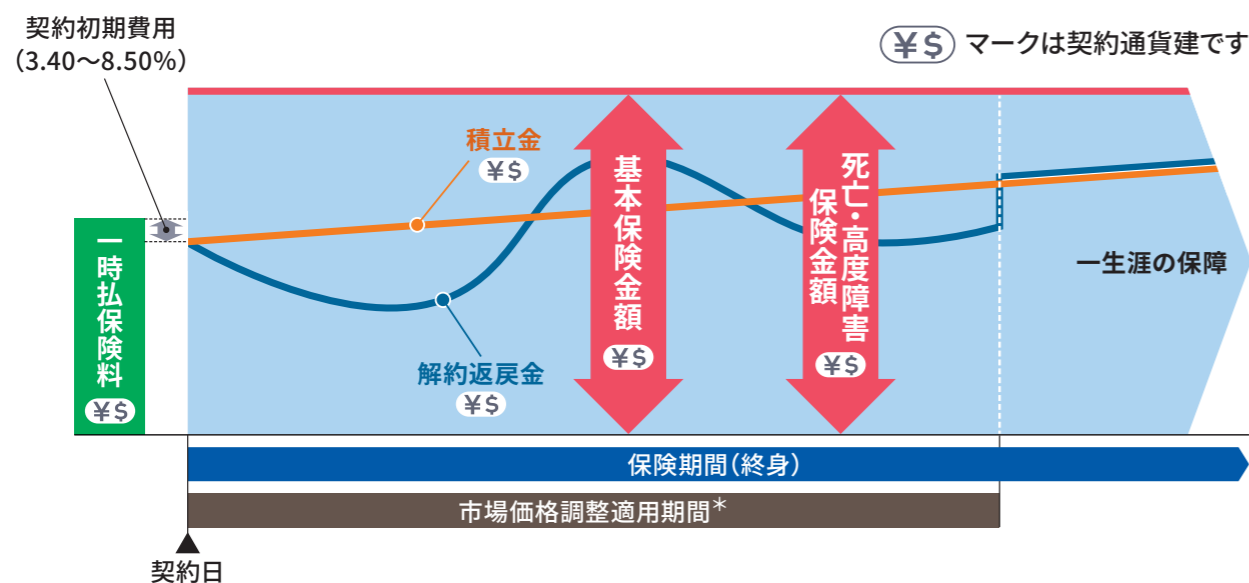 契約初期費用
（3.40～8.50％）
¥$ マークは契約通貨建です
積立金
¥$
基本保険金額
¥$
死亡・高度障害
保険金額
¥$
一時払保険料
¥$
一生涯の保障
解約返戻金
¥$
保険期間（終身）
市場価格調整適用期間＊
契約日